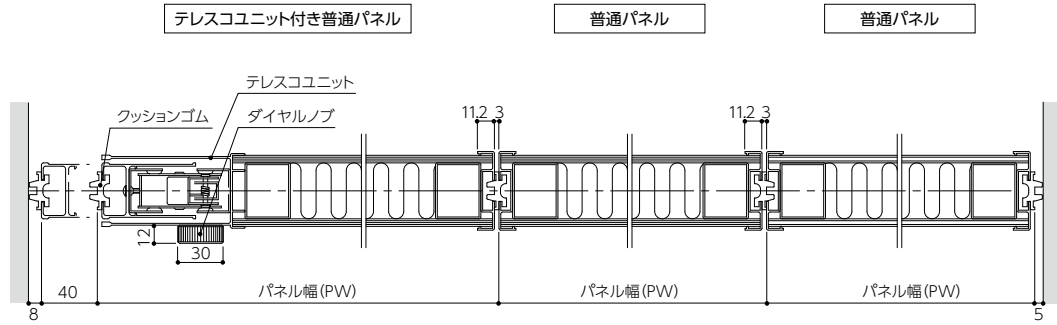 テレスコユニット付き普通パネル
普通パネル
普通パネル
テレスコユニット
クッションゴム
ダイヤルノブ
11.2 3
11.2 3
12
30
40
パネル幅(PW)
パネル幅(PW)
パネル幅(PW)
8
5